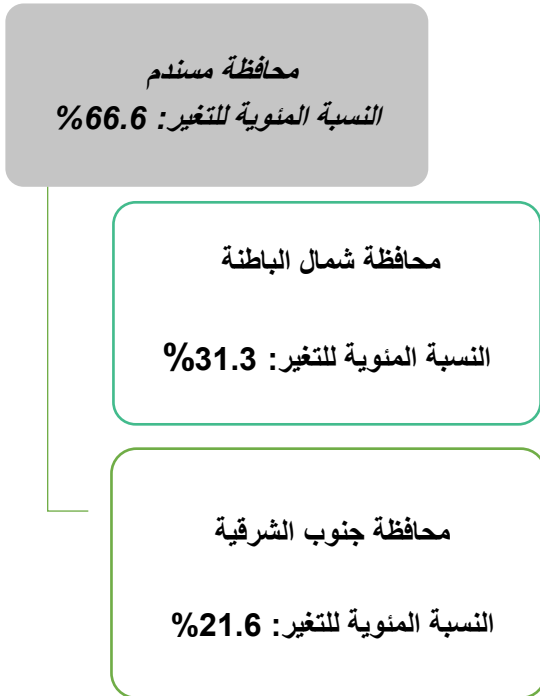 محافظة مسندم
النسبة المئوية للتغير: 66.6%
محافظة شمال الباطنة
النسبة المئوية للتغير: 31.3%
محافظة جنوب الشرقية
النسبة المئوية للتغير: 21.6%